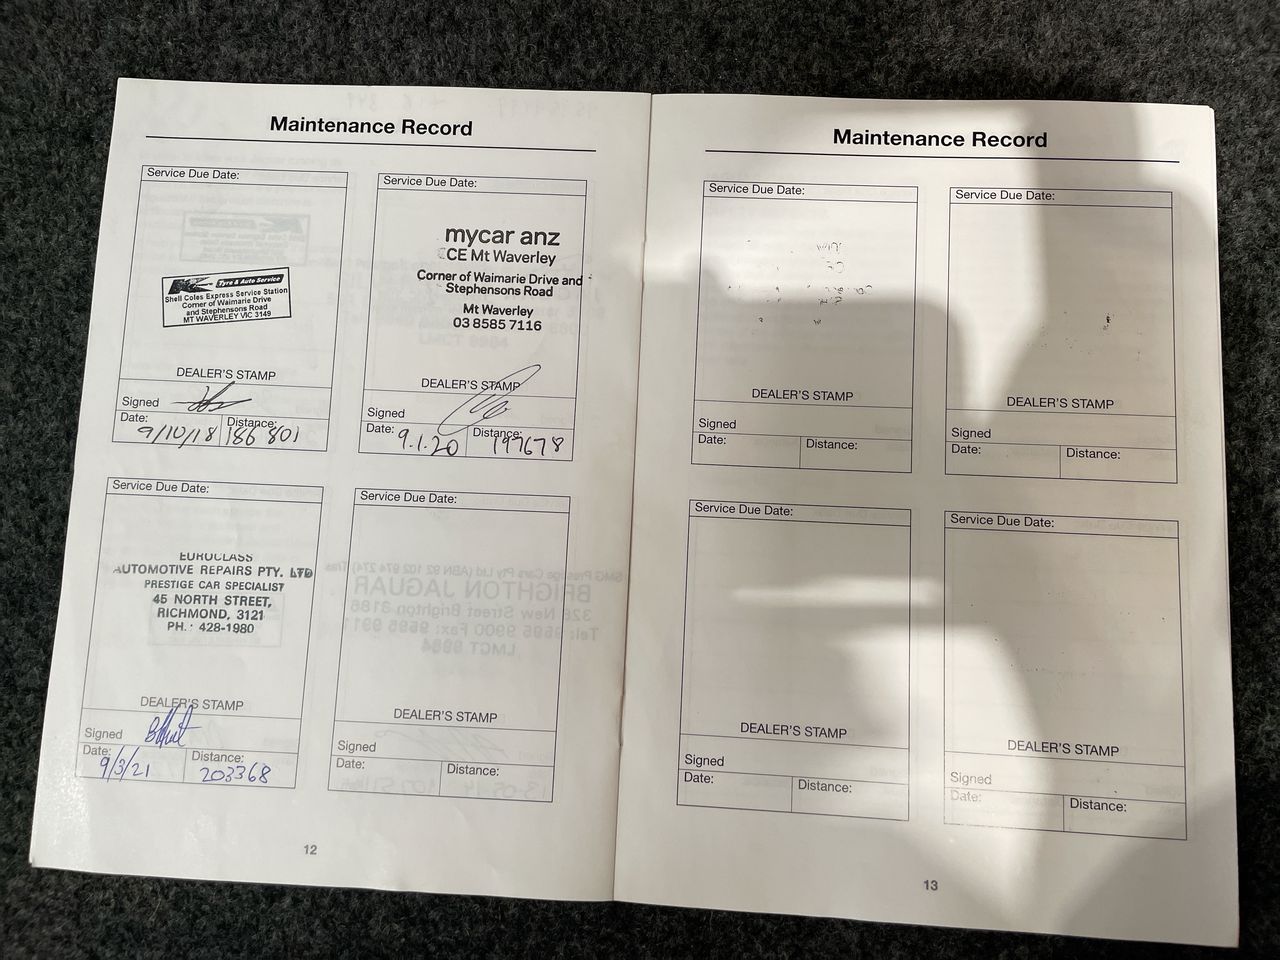 Maintenance Record
Service Due Date:
Tyre & Auto Service
Shell Coles Express Service Station
Corner of Waimarie Drive
and Stephensons Road
MT WAVERLEY VIC 3149
DEALER'S STAMP
Signed
Date: Distance:
9/10/18 186 801
Service Due Date:
mycar anz
CE Mt Waverley
Corner of Waimarie Drive and
Stephensons Road
Mt Waverley
03 8585 7116
DEALER'S STAMP
Signed
Date: Distance:
9.1.20 197678
Service Due Date:
EUROCLASS
AUTOMOTIVE REPAIRS PTY. LTD
PRESTIGE CAR SPECIALIST
45 NORTH STREET,
RICHMOND, 3121
PH.: 428-1980
DEALER'S STAMP
Signed
Date: Distance:
9/3/21 203368
Service Due Date:
DEALER'S STAMP
Signed
Date: Distance:
12
Maintenance Record
Service Due Date:
DEALER'S STAMP
Signed
Date: Distance:
Service Due Date:
DEALER'S STAMP
Signed
Date: Distance:
Service Due Date:
DEALER'S STAMP
Signed
Date: Distance:
Service Due Date:
DEALER'S STAMP
Signed
Date: Distance:
13